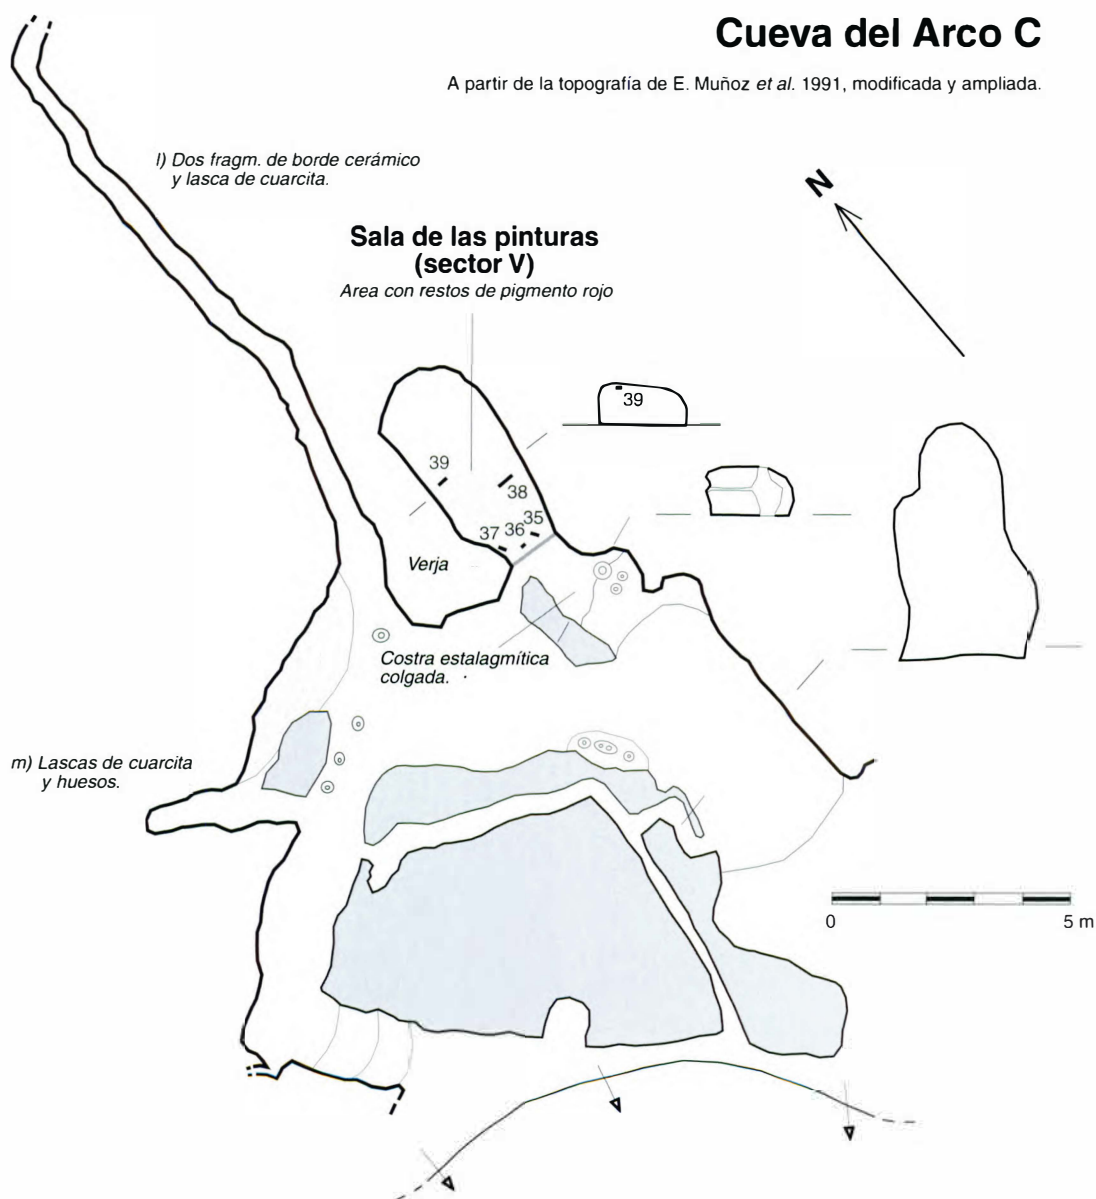 Cueva del Arco C
A partir de la topografía de E. Muñoz et al. 1991, modificada y ampliada.
l) Dos fragm. de borde cerámico
y lasca de cuarcita.
N
Sala de las pinturas
(sector V)
Area con restos de pigmento rojo
39
39
38
35
36
37
Verja
Costra estalagmítica
colgada.
m) Lascas de cuarcita
y huesos.
0
5 m